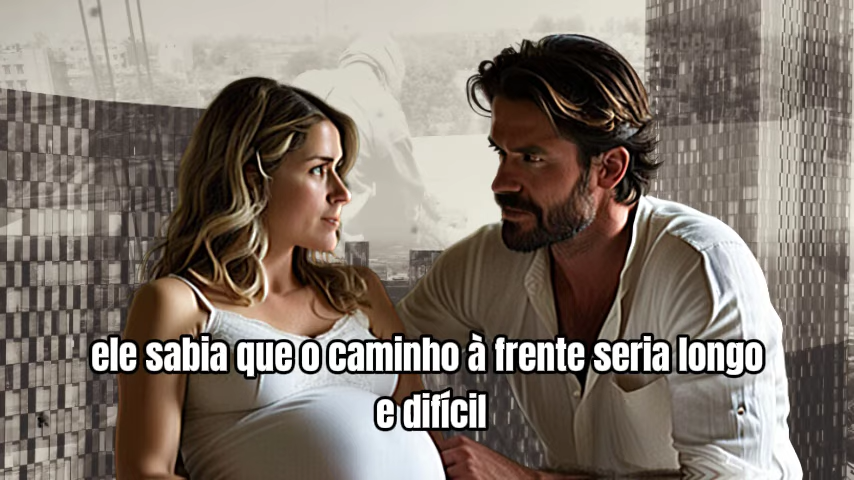 ele sabia que o caminho à frente seria longo
e difícil